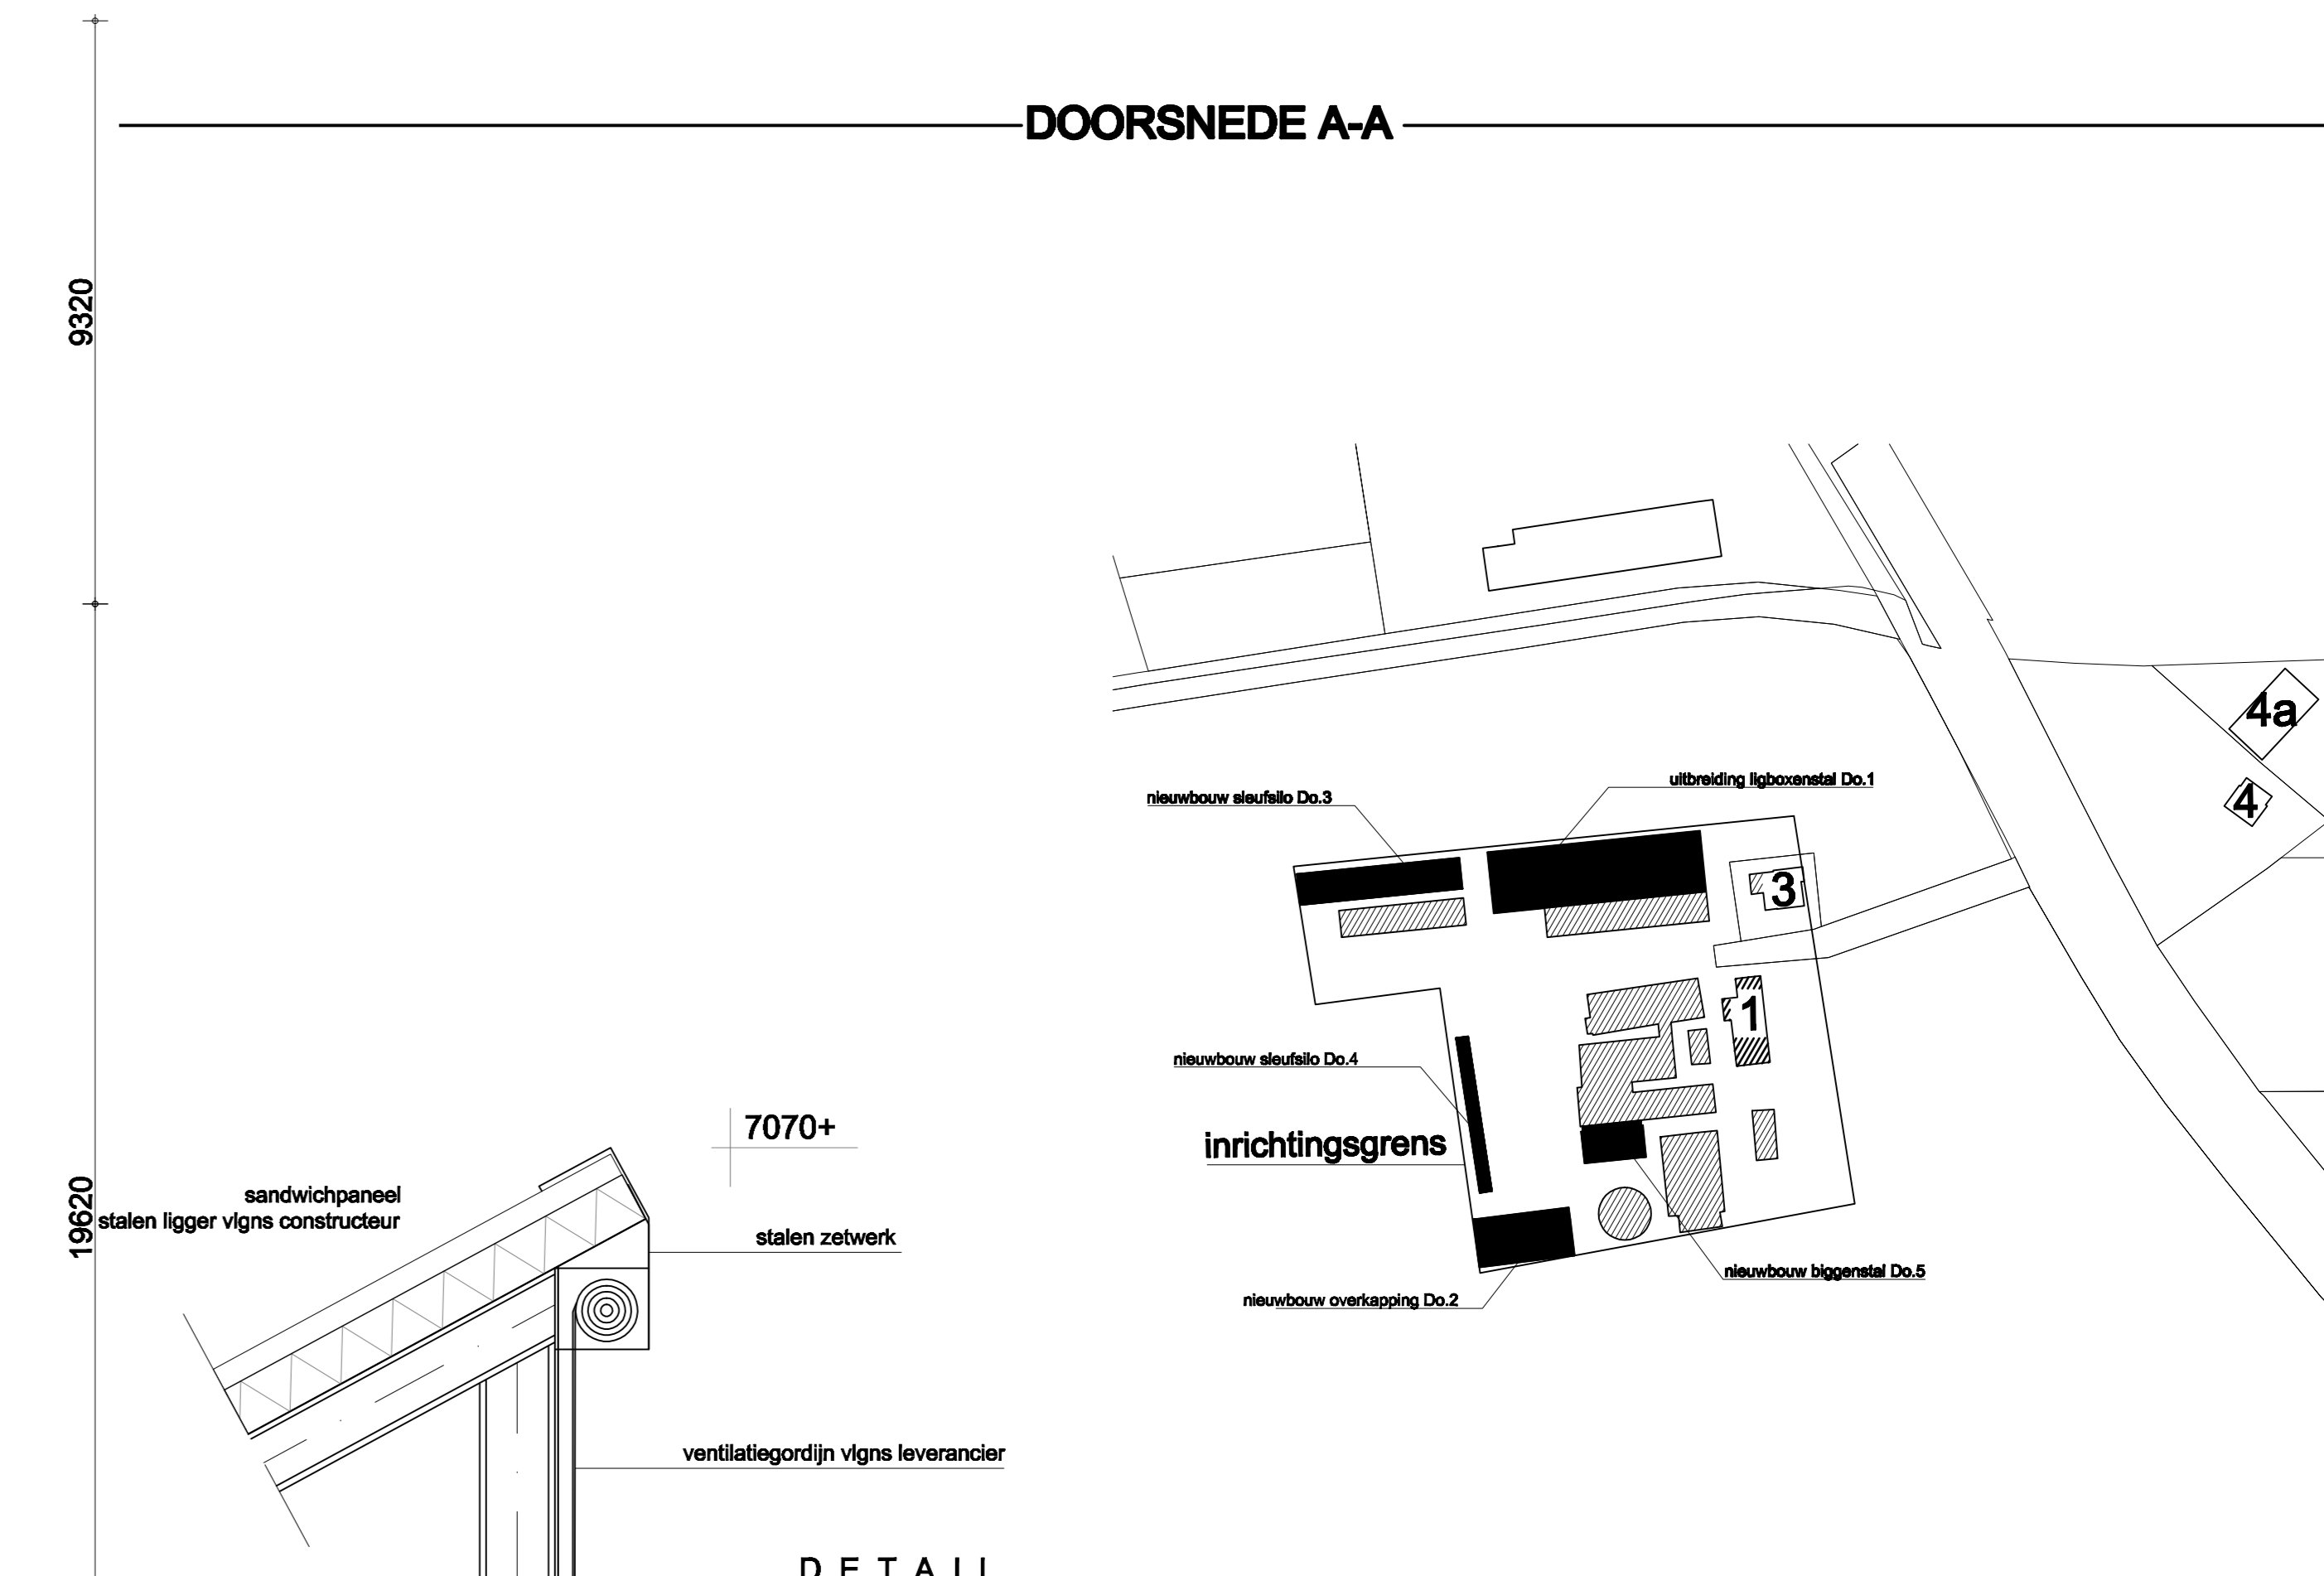 DOORSNEDE A-A
9320
4a
uitbreiding ligboxenstal Do.1
nieuwbouw sleufsilo Do.3
4
3
1
nieuwbouw sleufsilo Do.4
7070+
inrichtingsgrens
sandwichpaneel
stalen ligger vlgns constructeur
19620
stalen zetwerk
nieuwbouw biggenstal Do.5
nieuwbouw overkapping Do.2
ventilatiegordijn vlgns leverancier
DETAIL